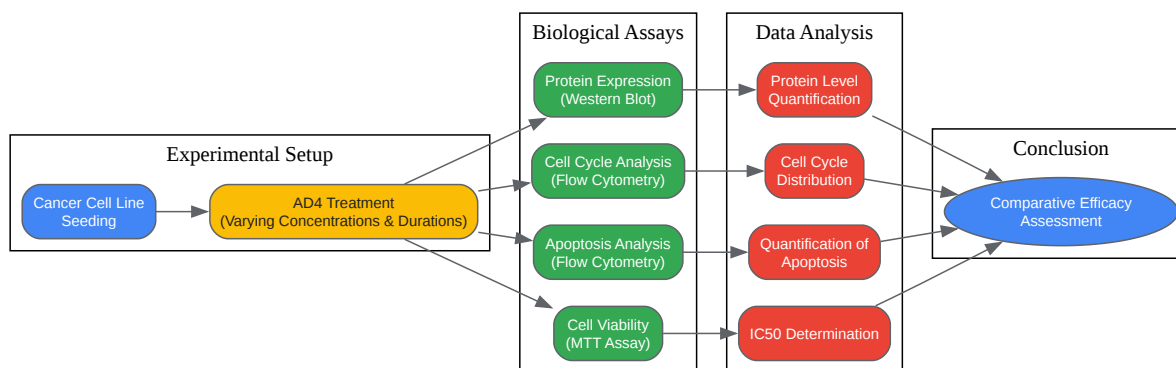 Experimental Setup
Cancer Cell Line
Seeding
AD4 Treatment
(Varying Concentrations & Durations)
Biological Assays
Protein Expression
(Western Blot)
Cell Cycle Analysis
(Flow Cytometry)
Apoptosis Analysis
(Flow Cytometry)
Cell Viability
(MTT Assay)
Data Analysis
Protein Level
Quantification
Cell Cycle
Distribution
Quantification of
Apoptosis
IC50 Determination
Conclusion
Comparative Efficacy
Assessment